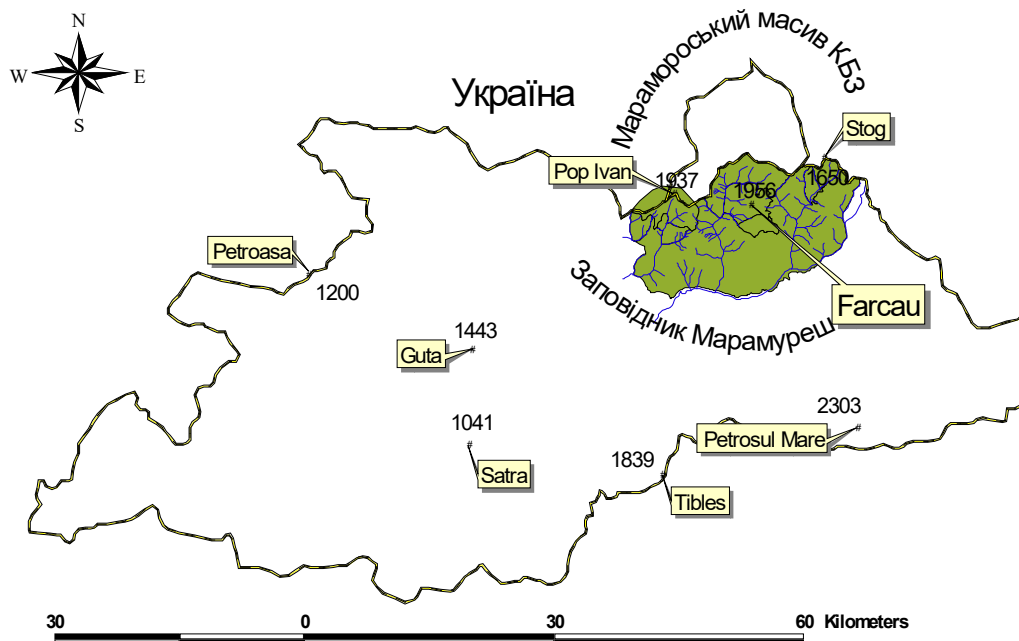 N
W
E
S
Україна
Марамороський масив КБЗ
Stog
Pop Ivan
1937
1956
1650
Petroasa
1200
Заповідник Марамуреш
Farcau
1443
Guta
1041
Satra
2303
Petrosul Mare
1839
Tibles
30 0 30 60 Kilometers